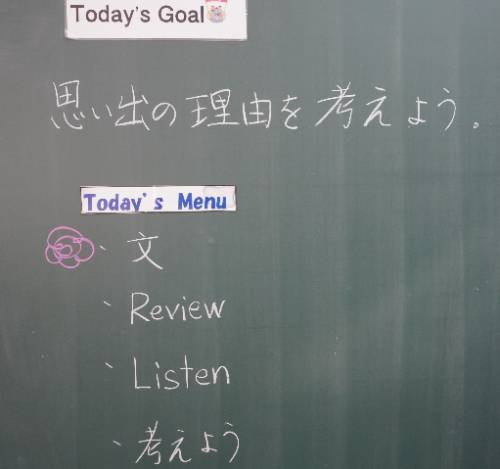 Today's Goal
思い出の理由を考えよう。
Today's Menu
、文
、Review
、Listen
、考えよう